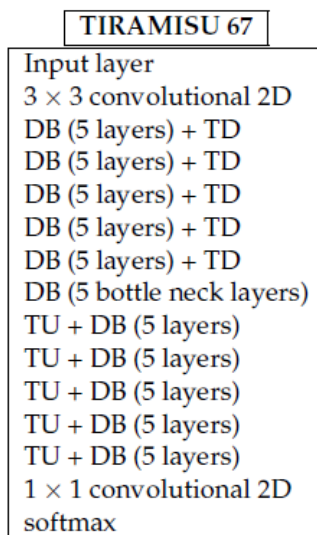 TIRAMISU 67
Input layer
3 × 3 convolutional 2D
DB (5 layers) + TD
DB (5 layers) + TD
DB (5 layers) + TD
DB (5 layers) + TD
DB (5 layers) + TD
DB (5 bottle neck layers)
TU + DB (5 layers)
TU + DB (5 layers)
TU + DB (5 layers)
TU + DB (5 layers)
TU + DB (5 layers)
1 × 1 convolutional 2D
softmax